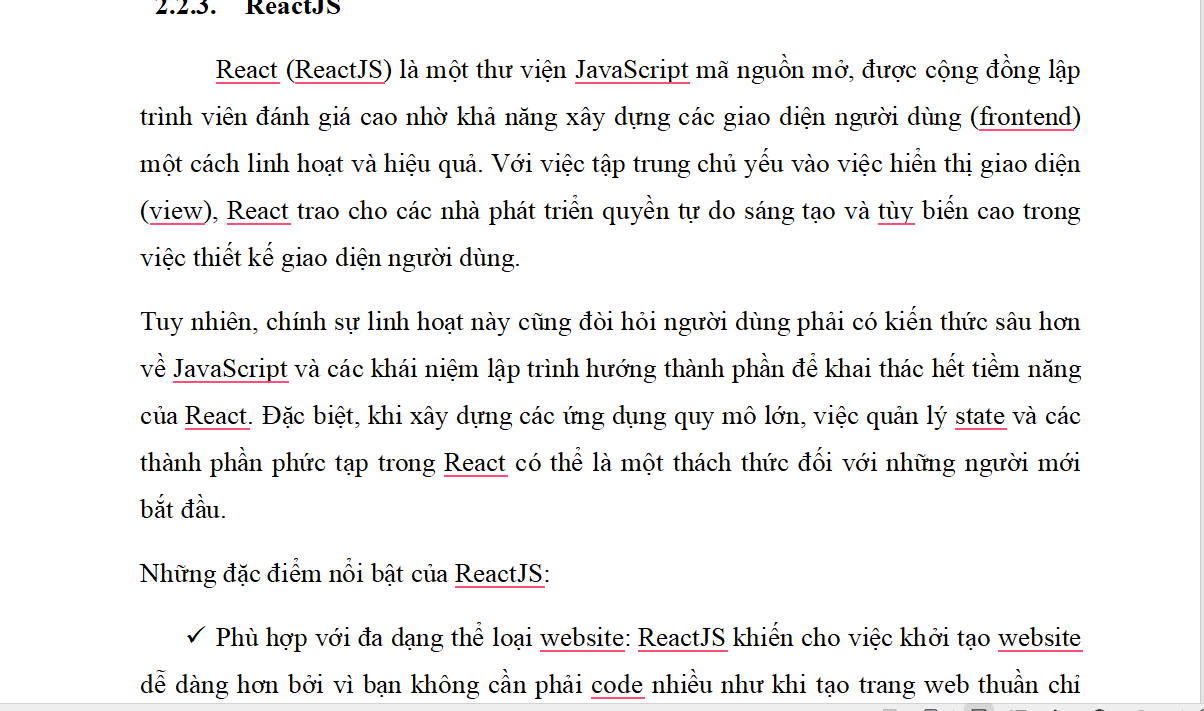 2.2.3. ReactJS
React (ReactJS) là một thư viện JavaScript mã nguồn mở, được cộng đồng lập
trình viên đánh giá cao nhờ khả năng xây dựng các giao diện người dùng (frontend)
một cách linh hoạt và hiệu quả. Với việc tập trung chủ yếu vào việc hiển thị giao diện
(view), React trao cho các nhà phát triển quyền tự do sáng tạo và tùy biến cao trong
việc thiết kế giao diện người dùng.
Tuy nhiên, chính sự linh hoạt này cũng đòi hỏi người dùng phải có kiến thức sâu hơn
về JavaScript và các khái niệm lập trình hướng thành phần để khai thác hết tiềm năng
của React. Đặc biệt, khi xây dựng các ứng dụng quy mô lớn, việc quản lý state và các
thành phần phức tạp trong React có thể là một thách thức đối với những người mới
bắt đầu.
Những đặc điểm nổi bật của ReactJS:
✓ Phù hợp với đa dạng thể loại website: ReactJS khiến cho việc khởi tạo website
dễ dàng hơn bởi vì bạn không cần phải code nhiều như khi tạo trang web thuần chỉ